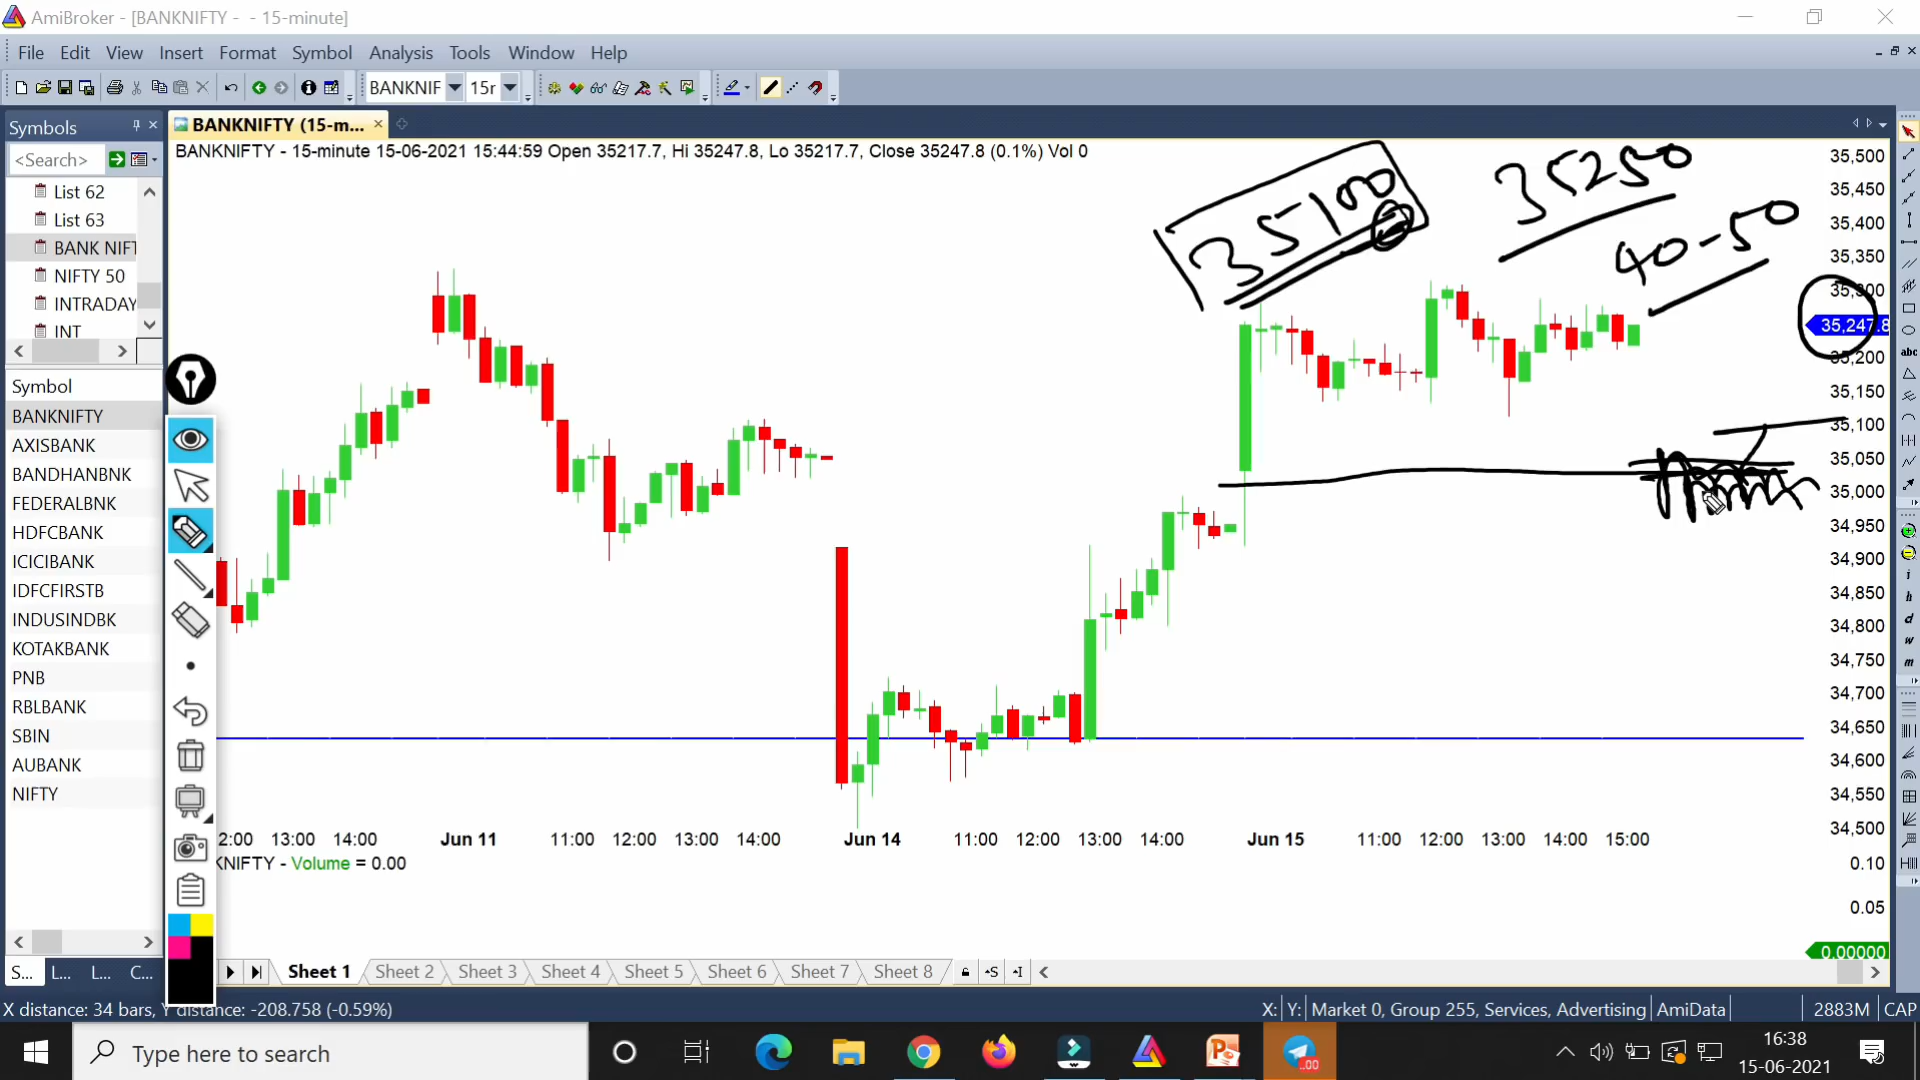 AmiBroker - [BANKNIFTY - - 15-minute]
File Edit View Insert Format Symbol Analysis Tools Window Help
BANKNIF 15r
Symbols
BANKNIFTY (15-m...
<Search>
BANKNIFTY - 15-minute 15-06-2021 15:44:59 Open 35217.7, Hi 35247.8, Lo 35217.7, Close 35247.8 (0.1%) Vol 0
List 62
List 63
BANK NIFT
NIFTY 50
INTRADAY
INT
35100
35250
40-50
35,500
35,450
35,400
35,350
35,300
35,247.8
35,200
35,150
35,100
35,050
35,000
34,950
34,900
34,850
34,800
34,750
34,700
34,650
34,600
34,550
34,500
Symbol
BANKNIFTY
AXISBANK
BANDHANBNK
FEDERALBNK
HDFCBANK
ICICIBANK
IDFCFIRSTB
INDUSINDBK
KOTAKBANK
PNB
RBLBANK
SBIN
AUBANK
NIFTY
abc
i
h
d
w
m
2:00 13:00 14:00 Jun 11 11:00 12:00 13:00 14:00 Jun 14 11:00 12:00 13:00 14:00 Jun 15 11:00 12:00 13:00 14:00 15:00
KNIFTY - Volume = 0.00
0.10
0.05
0.00000
S... L... L... C...
Sheet 1 Sheet 2 Sheet 3 Sheet 4 Sheet 5 Sheet 6 Sheet 7 Sheet 8
X distance: 34 bars, Y distance: -208.758 (-0.59%)
X: Y: Market 0, Group 255, Services, Advertising AmiData 2883M CAP
Type here to search
16:38
15-06-2021